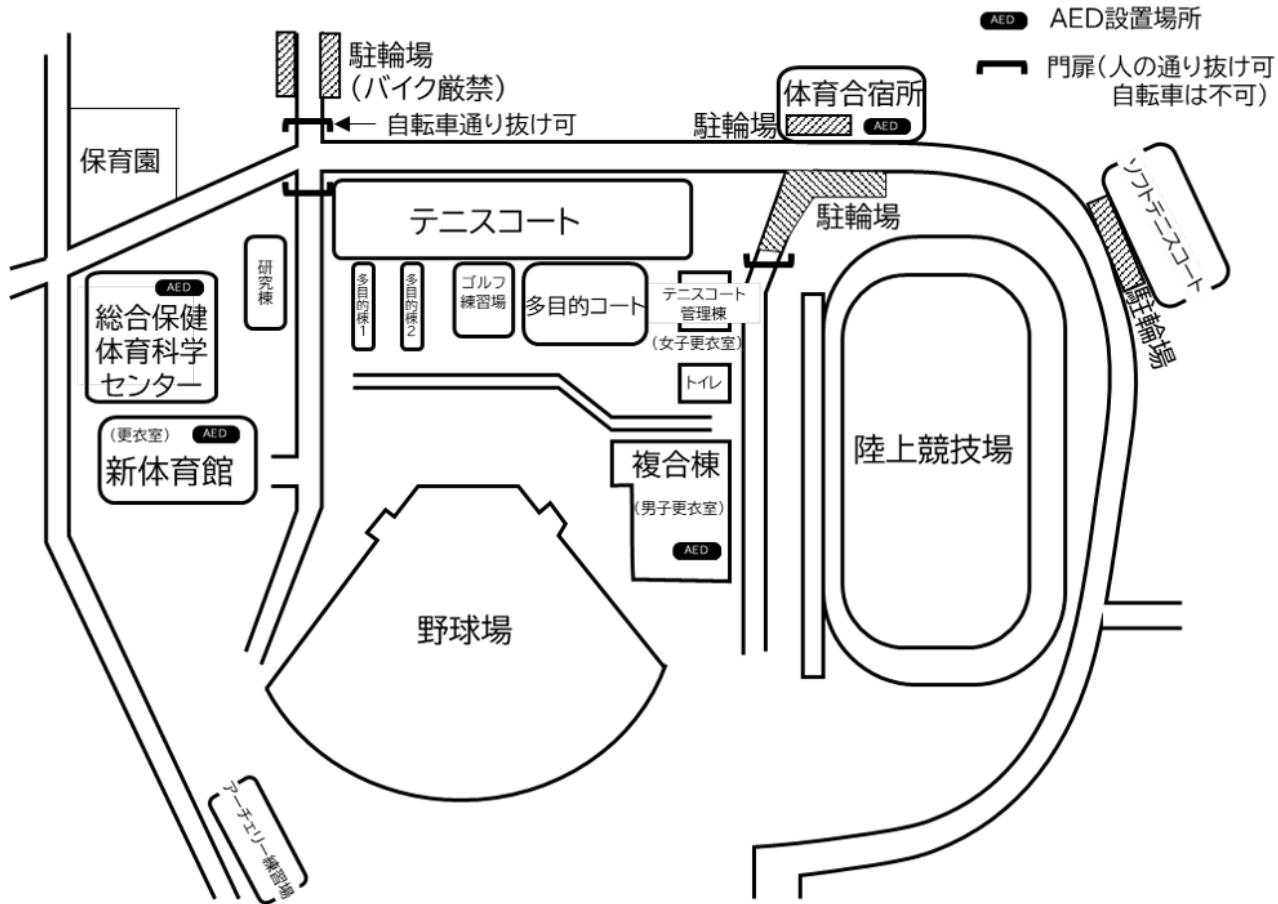 AED AED設置場所
門扉(人の通り抜け可
自転車は不可)
駐輪場
(バイク厳禁)
自転車通り抜け可
体育合宿所
駐輪場
AED
保育園
テニスコート
駐輪場
ソフトテニスコート
駐輪場
研究棟
多目的棟1
多目的棟2
ゴルフ
練習場
多目的コート
テニスコート
管理棟
(女子更衣室)
トイレ
AED
総合保健
体育科学
センター
(更衣室)
AED
新体育館
複合棟
(男子更衣室)
AED
陸上競技場
野球場
アーチェリー練習場